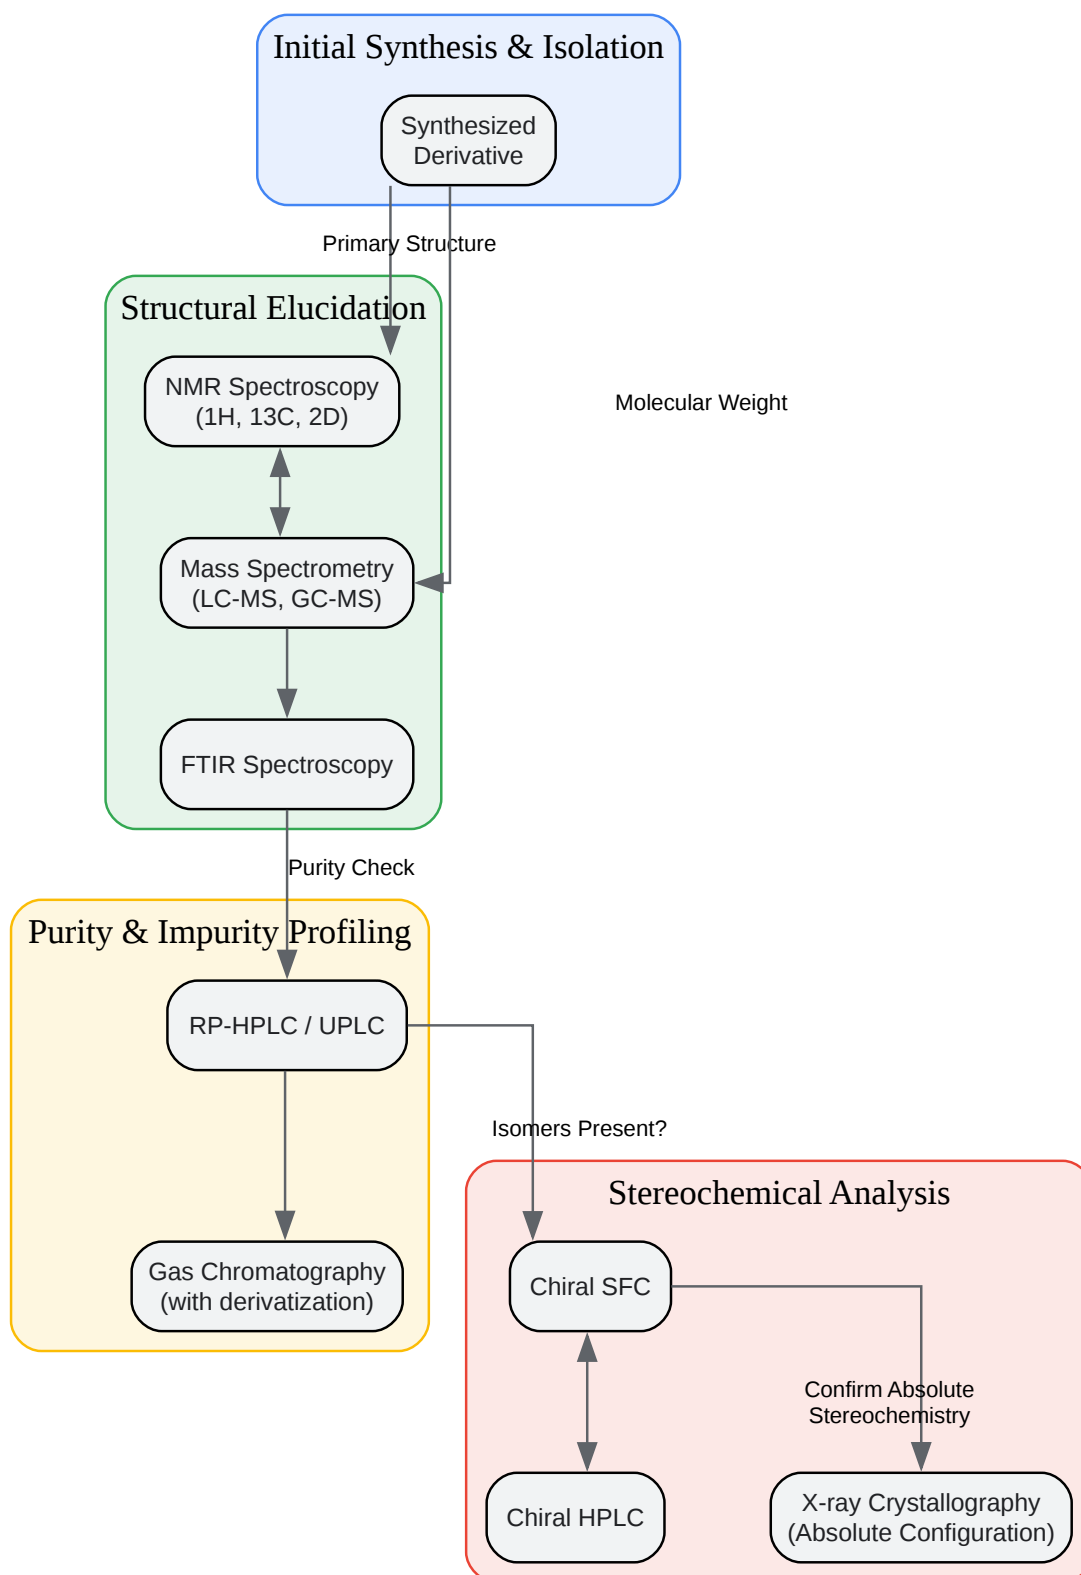 Initial Synthesis & Isolation
Synthesized
Derivative
Primary Structure
Structural Elucidation
NMR Spectroscopy
(1H, 13C, 2D)
Molecular Weight
Mass Spectrometry
(LC-MS, GC-MS)
FTIR Spectroscopy
Purity Check
Purity & Impurity Profiling
RP-HPLC / UPLC
Isomers Present?
Stereochemical Analysis
Gas Chromatography
(with derivatization)
Chiral SFC
Confirm Absolute
Stereochemistry
Chiral HPLC
X-ray Crystallography
(Absolute Configuration)